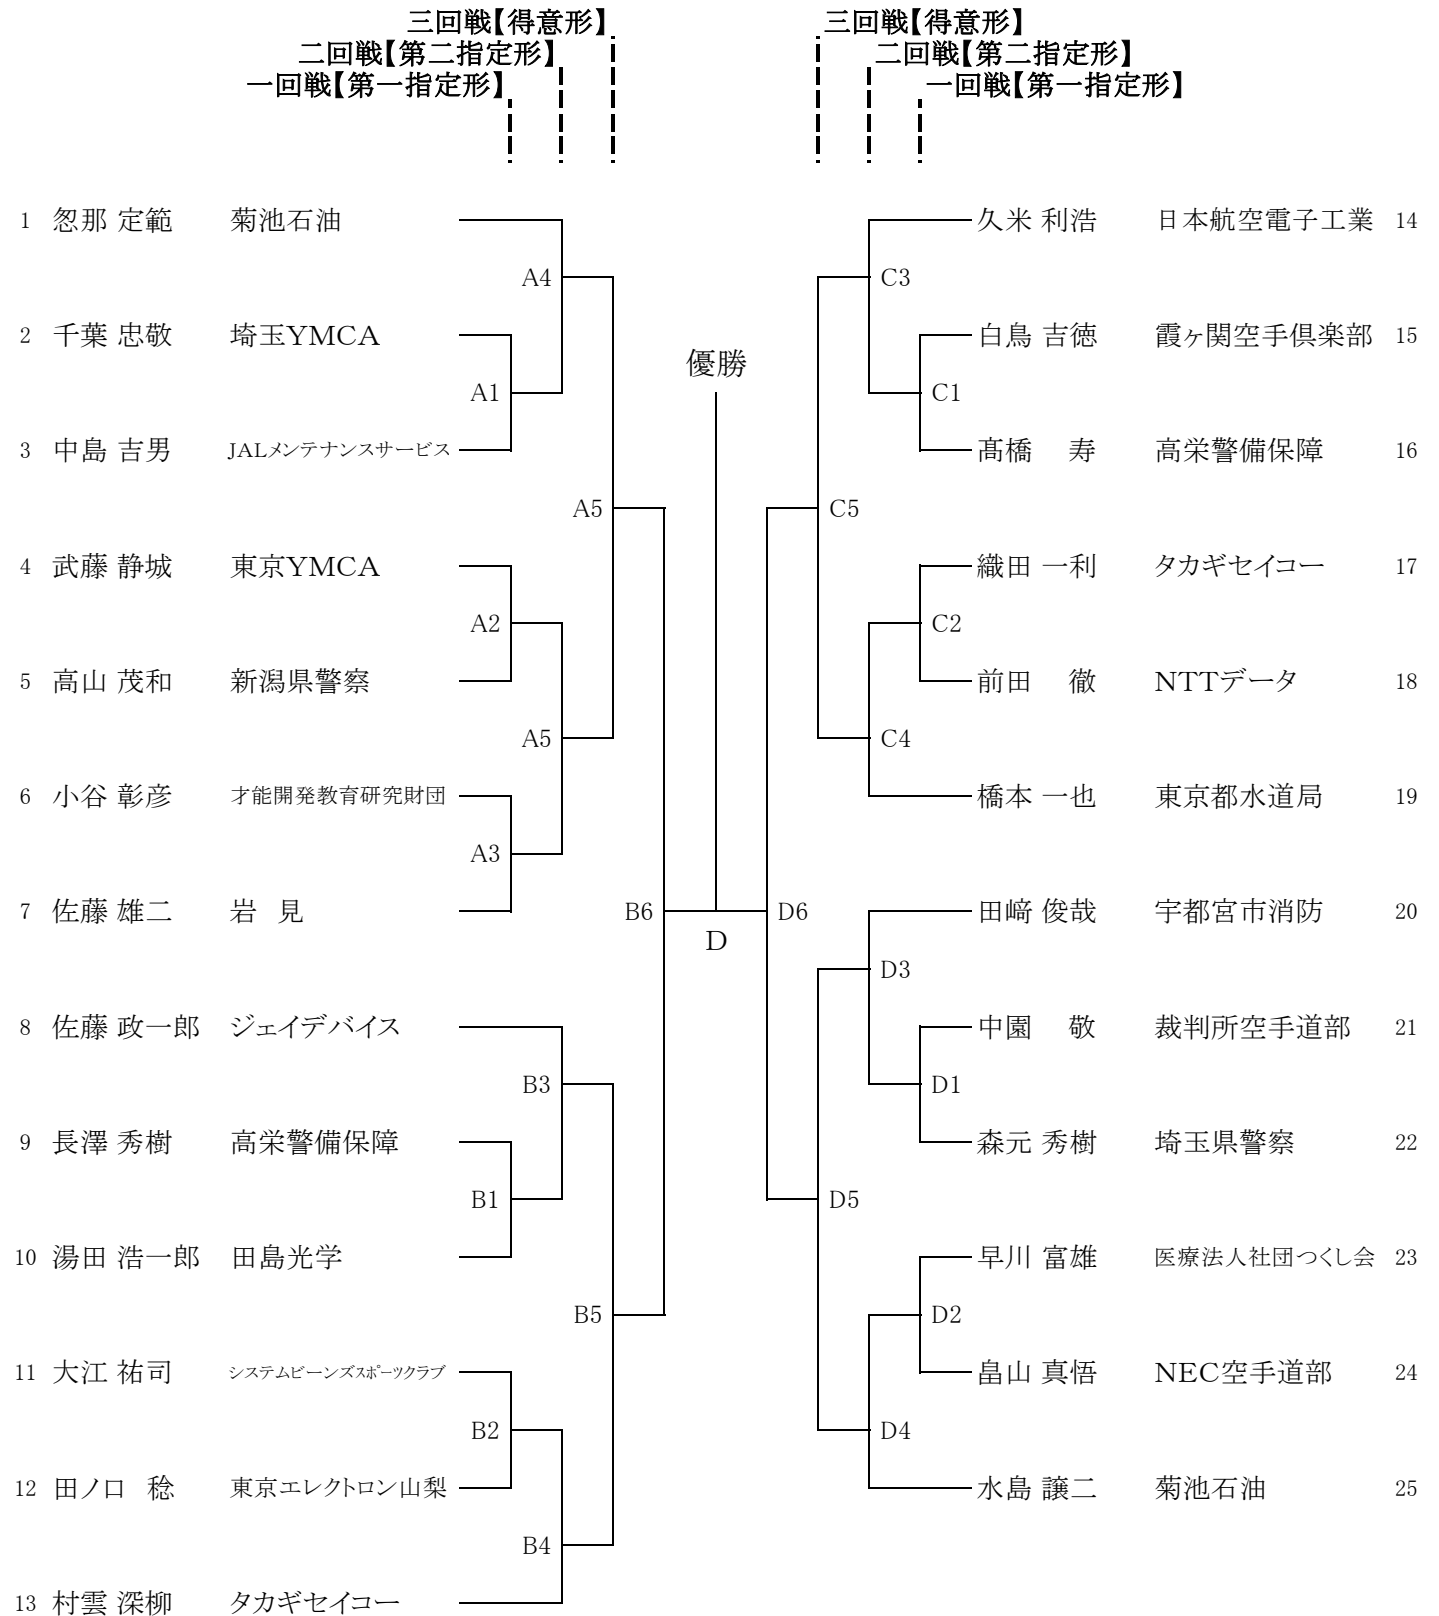 三回戦【得意形】 三回戦【得意形】
二回戦【第二指定形】 二回戦【第二指定形】
一回戦【第一指定形】 一回戦【第一指定形】
1 忽那 定範 菊池石油 久米 利浩 日本航空電子工業 14
A4 C3
2 千葉 忠敬 埼玉YMCA 白鳥 吉徳 霞ヶ関空手倶楽部 15
優勝
A1 C1
3 中島 吉男 JALメンテナンスサービス 髙橋 寿 高栄警備保障 16
A5 C5
4 武藤 静城 東京YMCA 織田 一利 タカギセイコー 17
A2 C2
5 高山 茂和 新潟県警察 前田 徹 NTTデータ 18
A5 C4
6 小谷 彰彦 才能開発教育研究財団 橋本 一也 東京都水道局 19
A3
7 佐藤 雄二 岩 見 B6 D6 田﨑 俊哉 宇都宮市消防 20
D
D3
8 佐藤 政一郎 ジェイデバイス 中園 敬 裁判所空手道部 21
B3 D1
9 長澤 秀樹 高栄警備保障 森元 秀樹 埼玉県警察 22
B1 D5
10 湯田 浩一郎 田島光学 早川 富雄 医療法人社団つくし会 23
B5 D2
11 大江 祐司 システムビーンズスポーツクラブ 畠山 真悟 NEC空手道部 24
B2 D4
12 田ノ口 稔 東京エレクトロン山梨 水島 譲二 菊池石油 25
B4
13 村雲 深柳 タカギセイコー